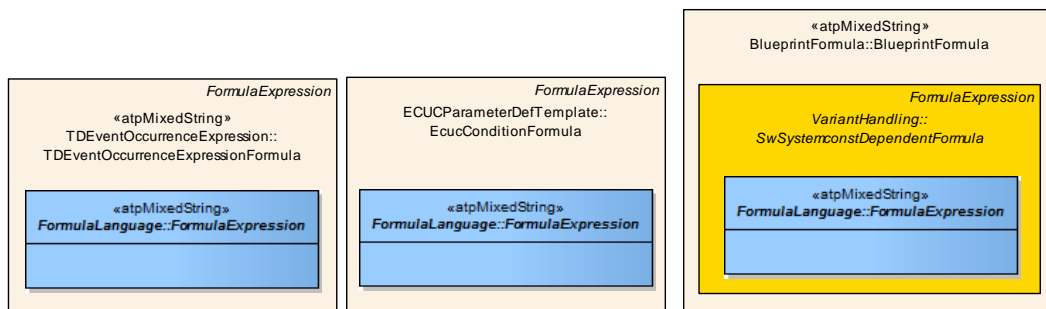 FormulaExpression
«atpMixedString»
TDEventOccurrenceExpression::
TDEventOccurrenceExpressionFormula
«atpMixedString»
FormulaLanguage::FormulaExpression
FormulaExpression
ECUCParameterDefTemplate::
EcucConditionFormula
«atpMixedString»
FormulaLanguage::FormulaExpression
«atpMixedString»
BlueprintFormula::BlueprintFormula
FormulaExpression
VariantHandling::
SwSystemconstDependentFormula
«atpMixedString»
FormulaLanguage::FormulaExpression